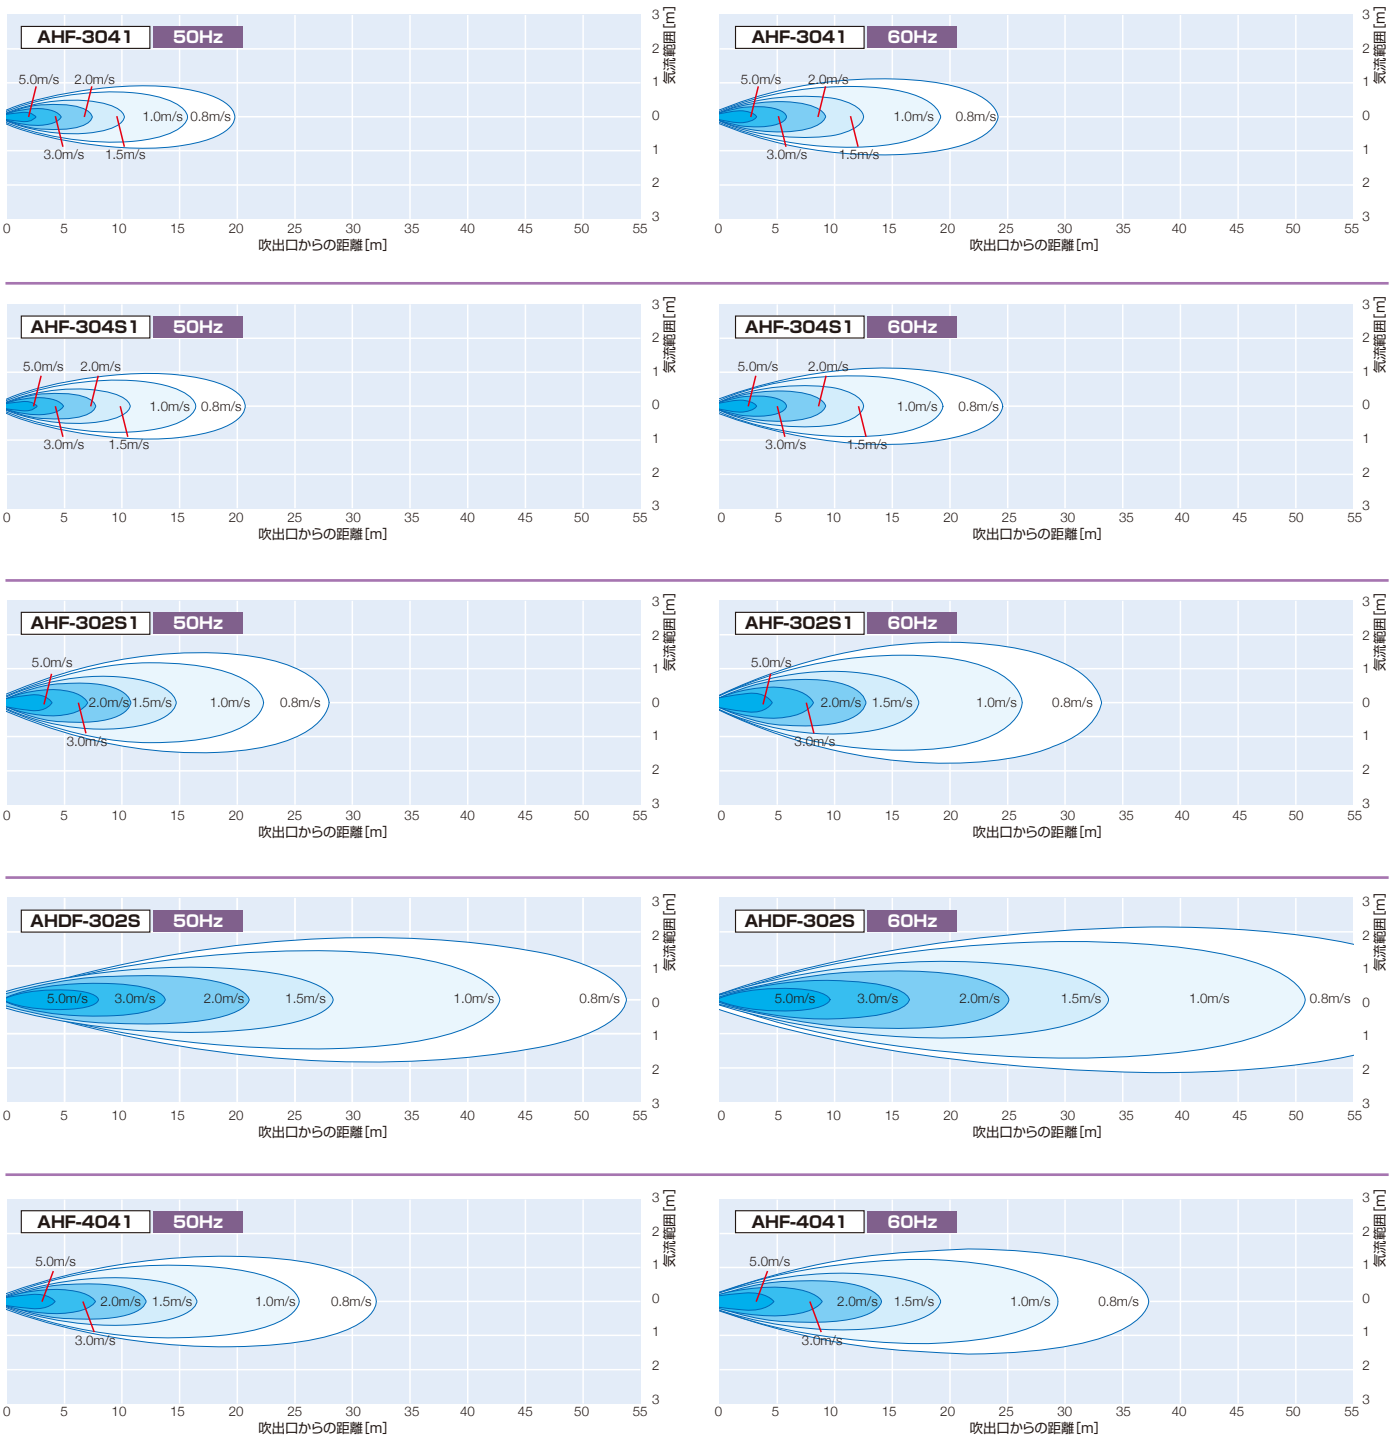 AHF-3041 50Hz
5.0m/s 2.0m/s
1.0m/s 0.8m/s
3.0m/s 1.5m/s
3 2 1 0 1 2 3
気流範囲[m]
0 5 10 15 20 25 30 35 40 45 50 55
吹出口からの距離[m]
AHF-3041 60Hz
5.0m/s 2.0m/s
1.0m/s 0.8m/s
3.0m/s 1.5m/s
3 2 1 0 1 2 3
気流範囲[m]
0 5 10 15 20 25 30 35 40 45 50 55
吹出口からの距離[m]
AHF-304S1 50Hz
5.0m/s 2.0m/s
1.0m/s 0.8m/s
3.0m/s 1.5m/s
3 2 1 0 1 2 3
気流範囲[m]
0 5 10 15 20 25 30 35 40 45 50 55
吹出口からの距離[m]
AHF-304S1 60Hz
5.0m/s 2.0m/s
1.0m/s 0.8m/s
3.0m/s 1.5m/s
3 2 1 0 1 2 3
気流範囲[m]
0 5 10 15 20 25 30 35 40 45 50 55
吹出口からの距離[m]
AHF-302S1 50Hz
5.0m/s
2.0m/s 1.5m/s 1.0m/s 0.8m/s
3.0m/s
3 2 1 0 1 2 3
気流範囲[m]
0 5 10 15 20 25 30 35 40 45 50 55
吹出口からの距離[m]
AHF-302S1 60Hz
5.0m/s
2.0m/s 1.5m/s 1.0m/s 0.8m/s
3.0m/s
3 2 1 0 1 2 3
気流範囲[m]
0 5 10 15 20 25 30 35 40 45 50 55
吹出口からの距離[m]
AHDF-302S 50Hz
5.0m/s 3.0m/s 2.0m/s 1.5m/s 1.0m/s 0.8m/s
3 2 1 0 1 2 3
気流範囲[m]
0 5 10 15 20 25 30 35 40 45 50 55
吹出口からの距離[m]
AHDF-302S 60Hz
5.0m/s 3.0m/s 2.0m/s 1.5m/s 1.0m/s 0.8m/s
3 2 1 0 1 2 3
気流範囲[m]
0 5 10 15 20 25 30 35 40 45 50 55
吹出口からの距離[m]
AHF-4041 50Hz
5.0m/s
2.0m/s 1.5m/s 1.0m/s 0.8m/s
3.0m/s
3 2 1 0 1 2 3
気流範囲[m]
0 5 10 15 20 25 30 35 40 45 50 55
吹出口からの距離[m]
AHF-4041 60Hz
5.0m/s
2.0m/s 1.5m/s 1.0m/s 0.8m/s
3.0m/s
3 2 1 0 1 2 3
気流範囲[m]
0 5 10 15 20 25 30 35 40 45 50 55
吹出口からの距離[m]